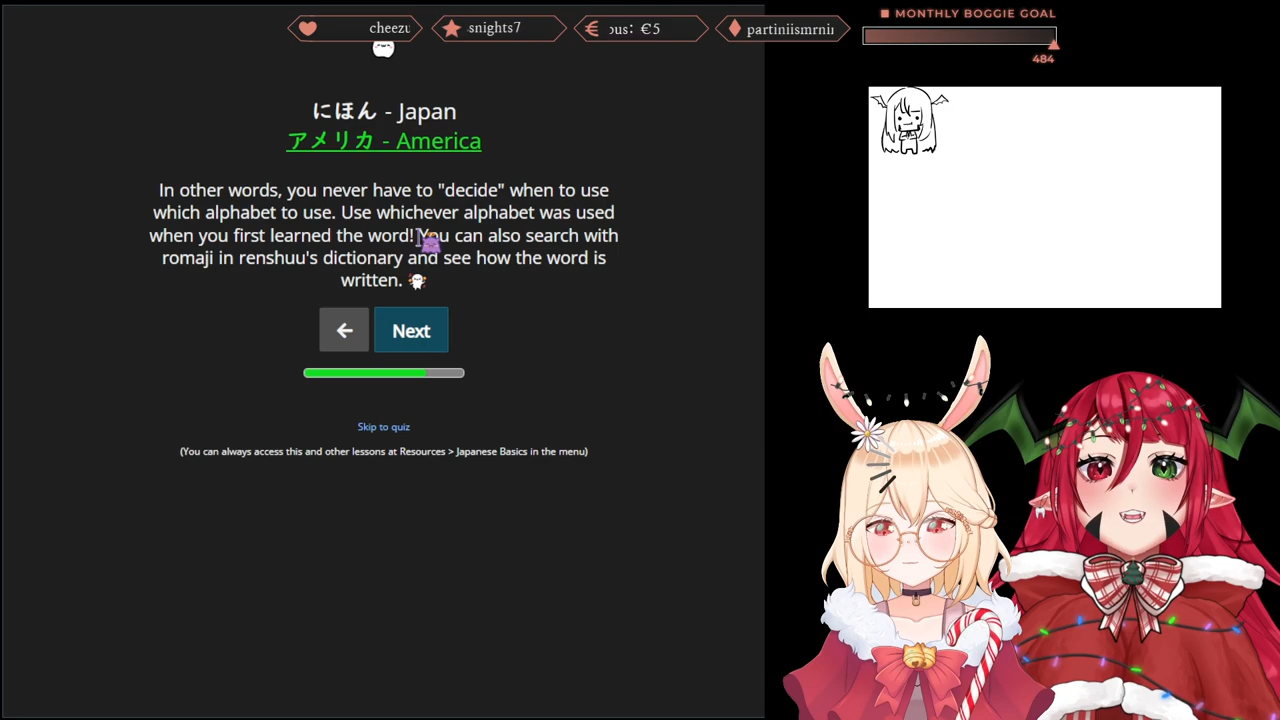 MONTHLY BOGGIE GOAL
snights7
: €5
484
にほん - Japan
アメリカ - America
In other words, you never have to "decide" when to use
which alphabet to use. Use whichever alphabet was used
when you first learned the word! You can also search with
romaji in renshuu's dictionary and see how the word is
written.
Next
Skip to quiz
(You can always access this and other lessons at Resources > Japanese Basics in the menu)